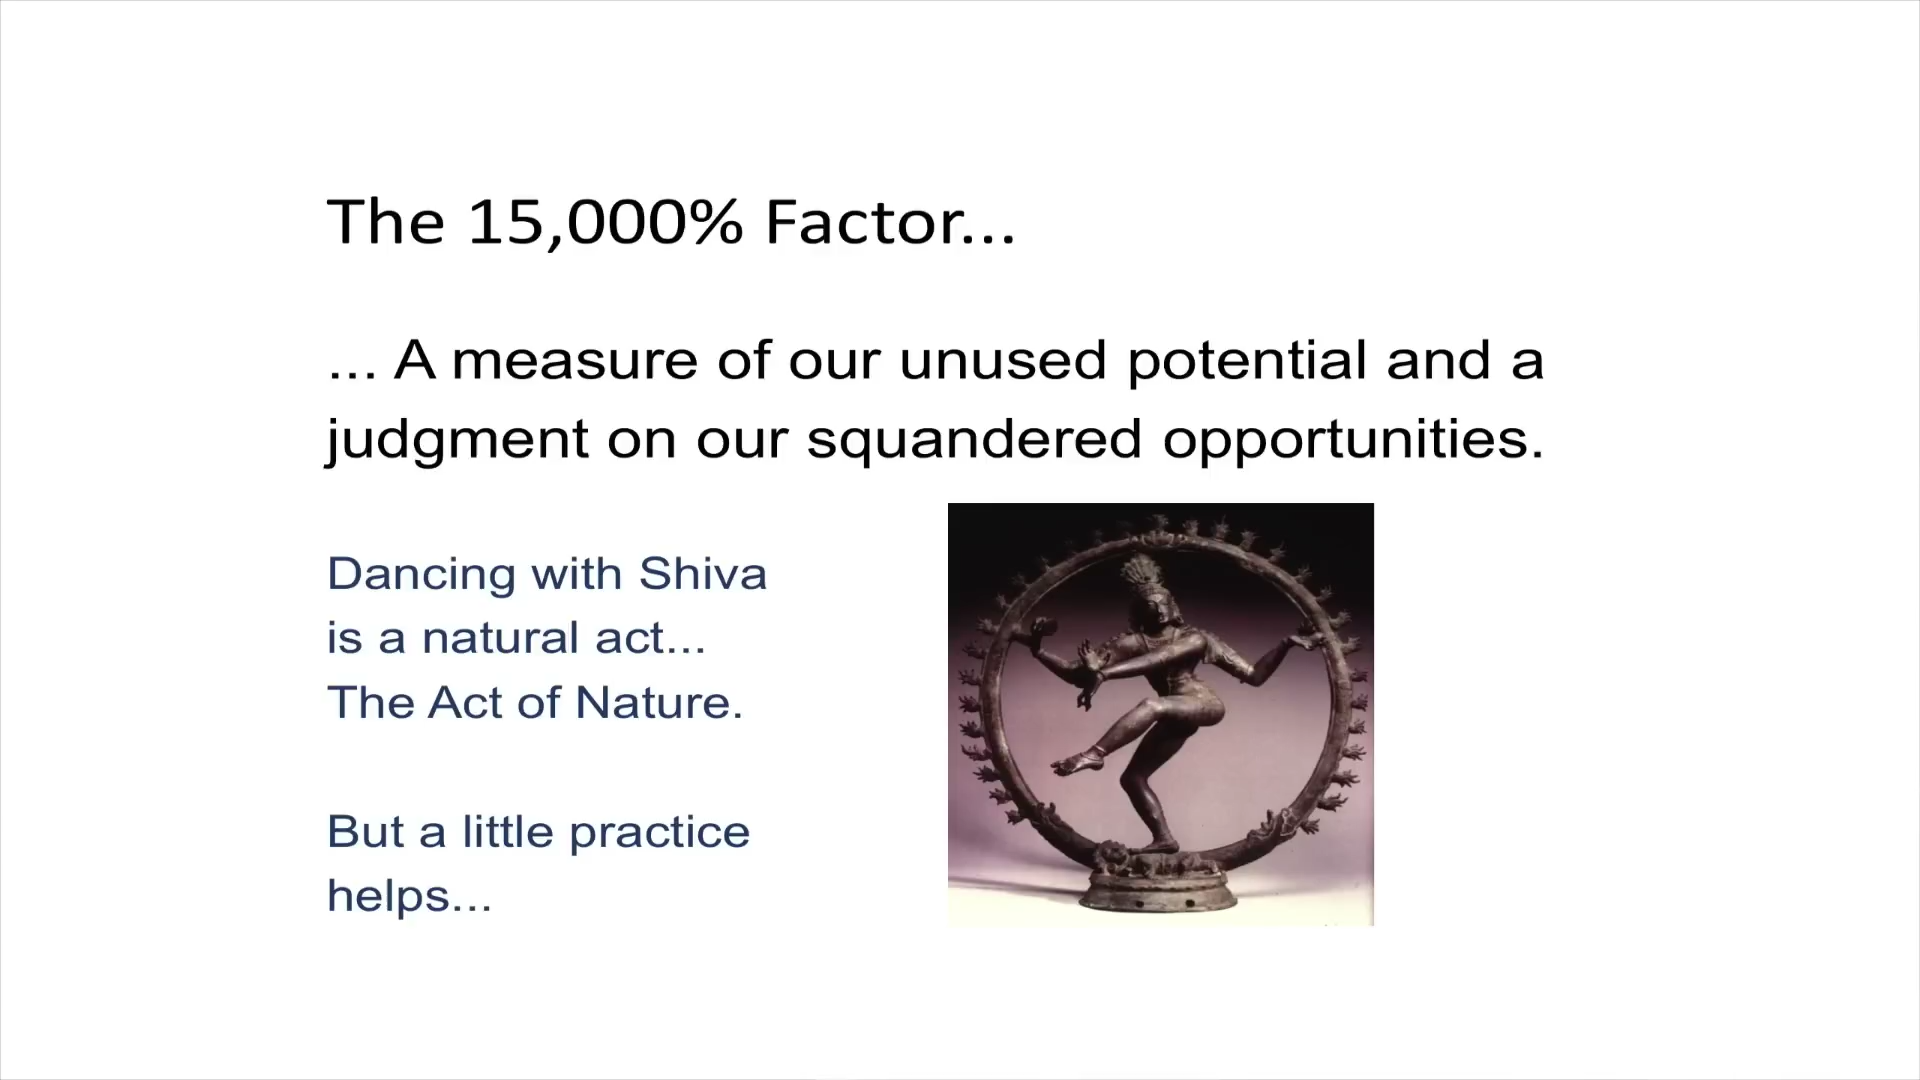 The 15,000% Factor...
... A measure of our unused potential and a
judgment on our squandered opportunities.
Dancing with Shiva
is a natural act...
The Act of Nature.
But a little practice
helps...